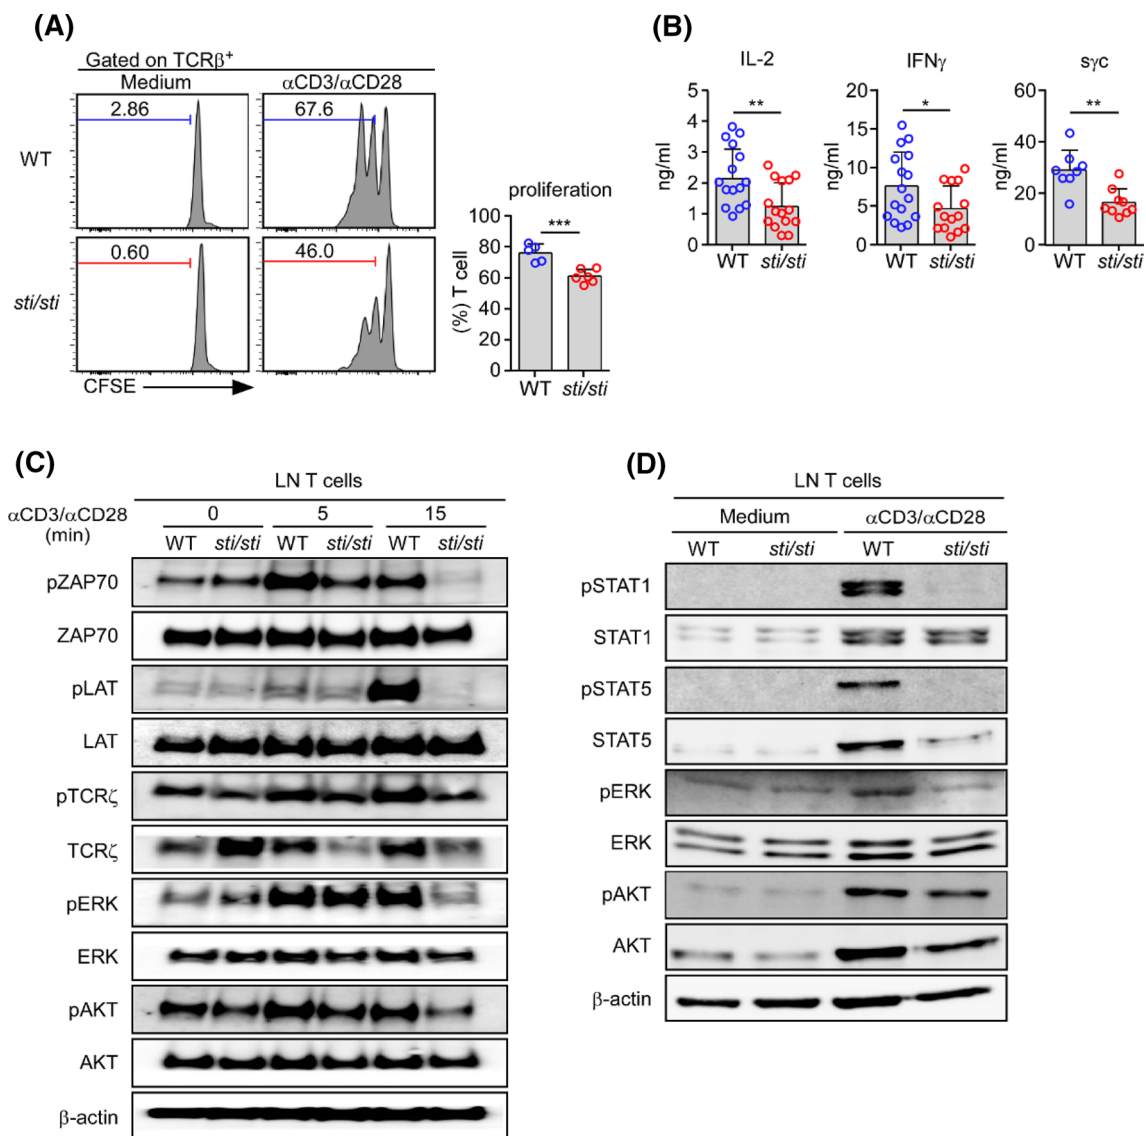 (A)
Gated on TCRβ+
Medium αCD3/αCD28
WT
2.86 67.6
sti/sti
0.60 46.0
CFSE
proliferation
(%) T cell
100
80
60
40
20
0
***
WT sti/sti
(B)
IL-2
ng/ml
5
4
3
2
1
0
**
WT sti/sti
IFNγ
ng/ml
20
15
10
5
0
*
WT sti/sti
sγc
ng/ml
60
40
20
0
**
WT sti/sti
(C)
LN T cells
αCD3/αCD28 0 5 15
(min)
WT sti/sti WT sti/sti WT sti/sti
pZAP70
ZAP70
pLAT
LAT
pTCRζ
TCRζ
pERK
ERK
pAKT
AKT
β-actin
(D)
LN T cells
Medium αCD3/αCD28
WT sti/sti WT sti/sti
pSTAT1
STAT1
pSTAT5
STAT5
pERK
ERK
pAKT
AKT
β-actin